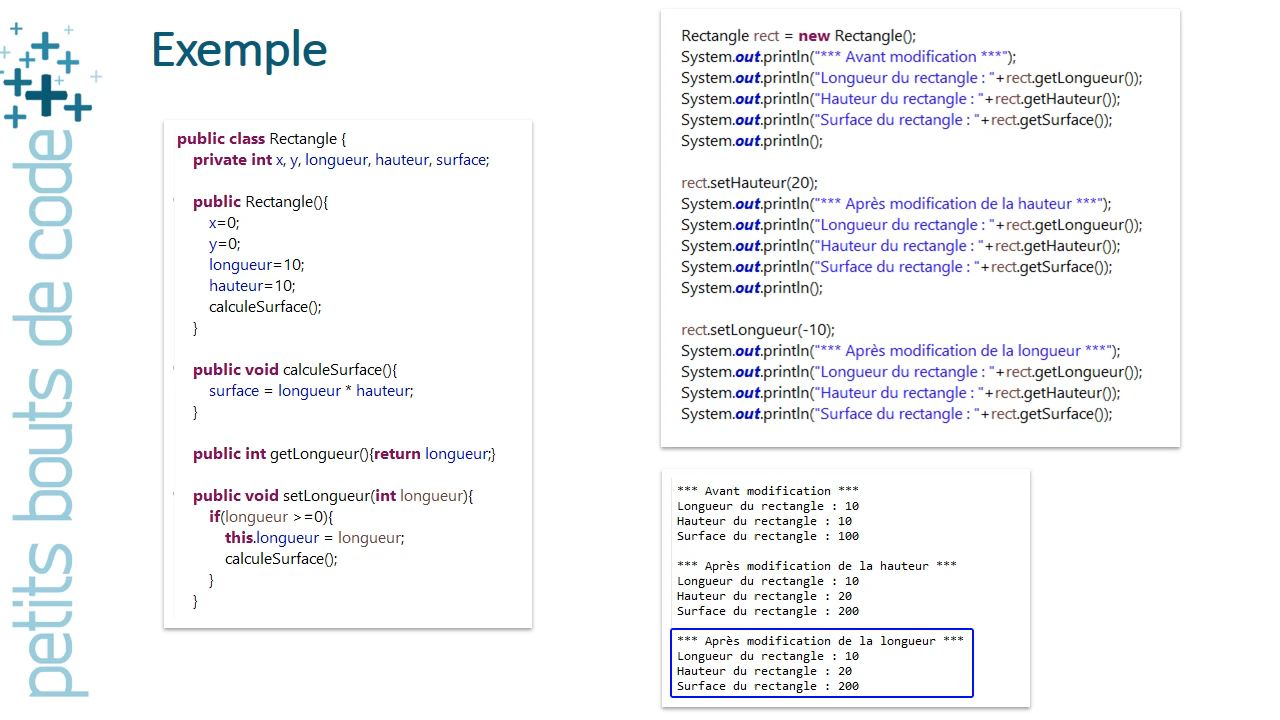 Exemple
petits bouts de code
public class Rectangle {
private int x, y, longueur, hauteur, surface;
public Rectangle(){
x=0;
y=0;
longueur=10;
hauteur=10;
calculeSurface();
}
public void calculeSurface(){
surface = longueur * hauteur;
}
public int getLongueur(){return longueur;}
public void setLongueur(int longueur){
if(longueur >=0){
this.longueur = longueur;
calculeSurface();
}
}
Rectangle rect = new Rectangle();
System.out.println("*** Avant modification ***");
System.out.println("Longueur du rectangle : "+rect.getLongueur());
System.out.println("Hauteur du rectangle : "+rect.getHauteur());
System.out.println("Surface du rectangle : "+rect.getSurface());
System.out.println();
rect.setHauteur(20);
System.out.println("*** Après modification de la hauteur ***");
System.out.println("Longueur du rectangle : "+rect.getLongueur());
System.out.println("Hauteur du rectangle : "+rect.getHauteur());
System.out.println("Surface du rectangle : "+rect.getSurface());
System.out.println();
rect.setLongueur(-10);
System.out.println("*** Après modification de la longueur ***");
System.out.println("Longueur du rectangle : "+rect.getLongueur());
System.out.println("Hauteur du rectangle : "+rect.getHauteur());
System.out.println("Surface du rectangle : "+rect.getSurface());
*** Avant modification ***
Longueur du rectangle : 10
Hauteur du rectangle : 10
Surface du rectangle : 100
*** Après modification de la hauteur ***
Longueur du rectangle : 10
Hauteur du rectangle : 20
Surface du rectangle : 200
*** Après modification de la longueur ***
Longueur du rectangle : 10
Hauteur du rectangle : 20
Surface du rectangle : 200